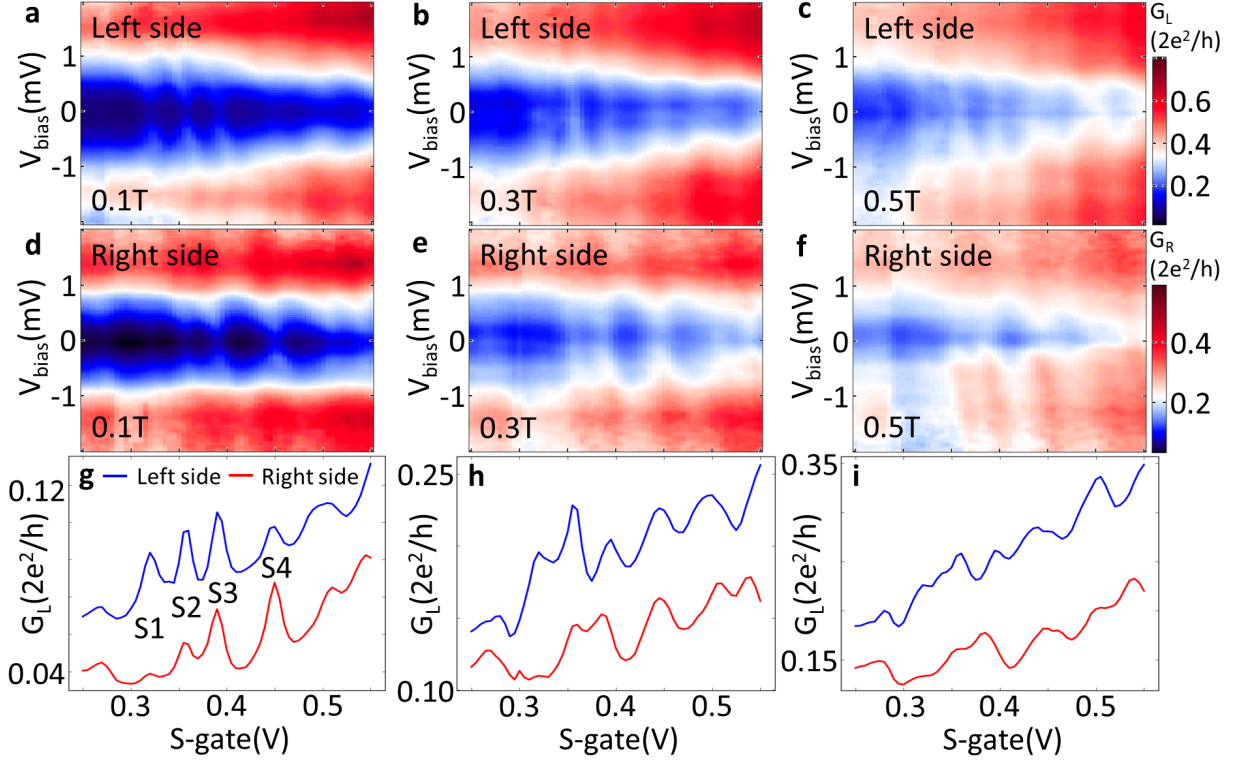 a
Left side
0.1T
b
Left side
0.3T
c
Left side
0.5T
V_bias(mV)
1
0
-1
V_bias(mV)
1
0
-1
V_bias(mV)
1
0
-1
G_L
(2e²/h)
0.6
0.4
0.2
d
Right side
0.1T
e
Right side
0.3T
f
Right side
0.5T
V_bias(mV)
1
0
-1
V_bias(mV)
1
0
-1
V_bias(mV)
1
0
-1
G_R
(2e²/h)
0.4
0.2
g
Left side
Right side
S1
S2
S3
S4
G_L(2e²/h)
0.12
0.04
0.3
0.4
0.5
S-gate(V)
h
G_L(2e²/h)
0.25
0.10
0.3
0.4
0.5
S-gate(V)
i
G_L(2e²/h)
0.35
0.15
0.3
0.4
0.5
S-gate(V)